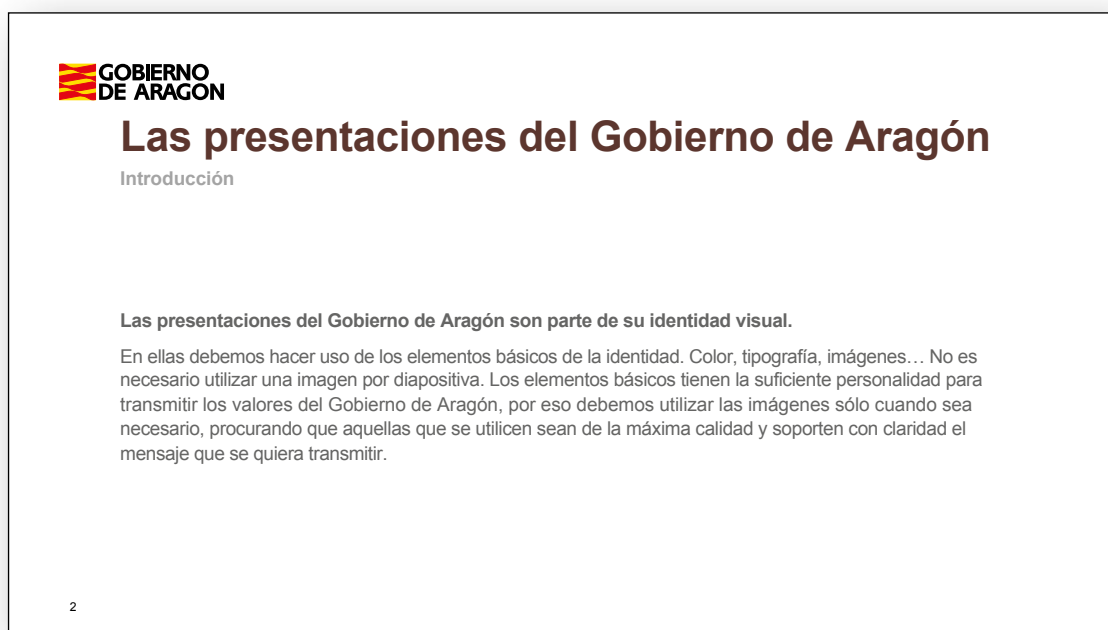 GOBIERNO
DE ARAGON
Las presentaciones del Gobierno de Aragón
Introducción
Las presentaciones del Gobierno de Aragón son parte de su identidad visual.
En ellas debemos hacer uso de los elementos básicos de la identidad. Color, tipografía, imágenes… No es
necesario utilizar una imagen por diapositiva. Los elementos básicos tienen la suficiente personalidad para
transmitir los valores del Gobierno de Aragón, por eso debemos utilizar las imágenes sólo cuando sea
necesario, procurando que aquellas que se utilicen sean de la máxima calidad y soporten con claridad el
mensaje que se quiera transmitir.
2